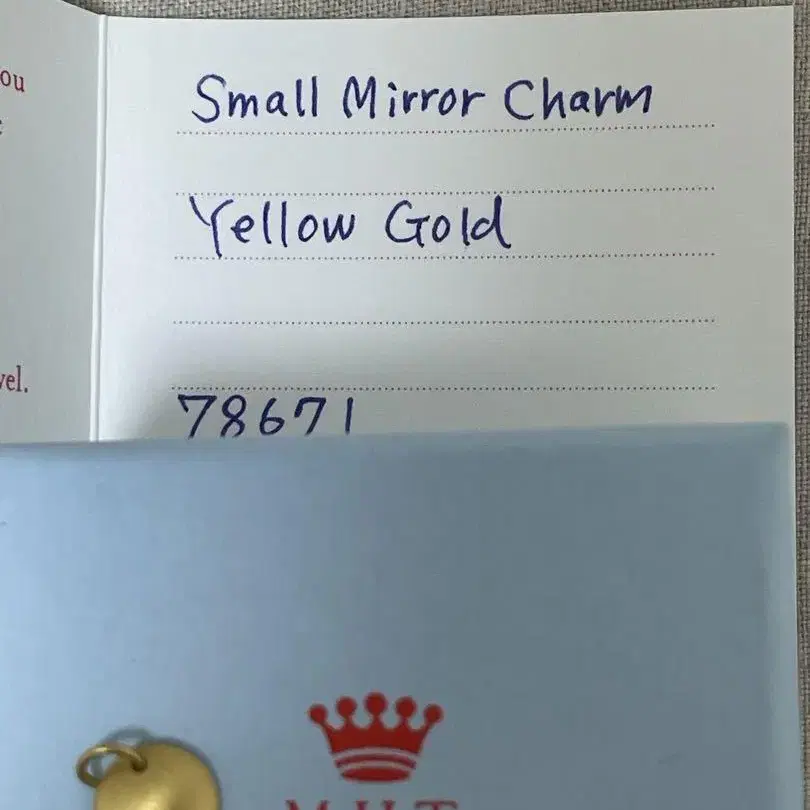 ou
Small Mirror Charm
Yellow Gold
vel.
78671